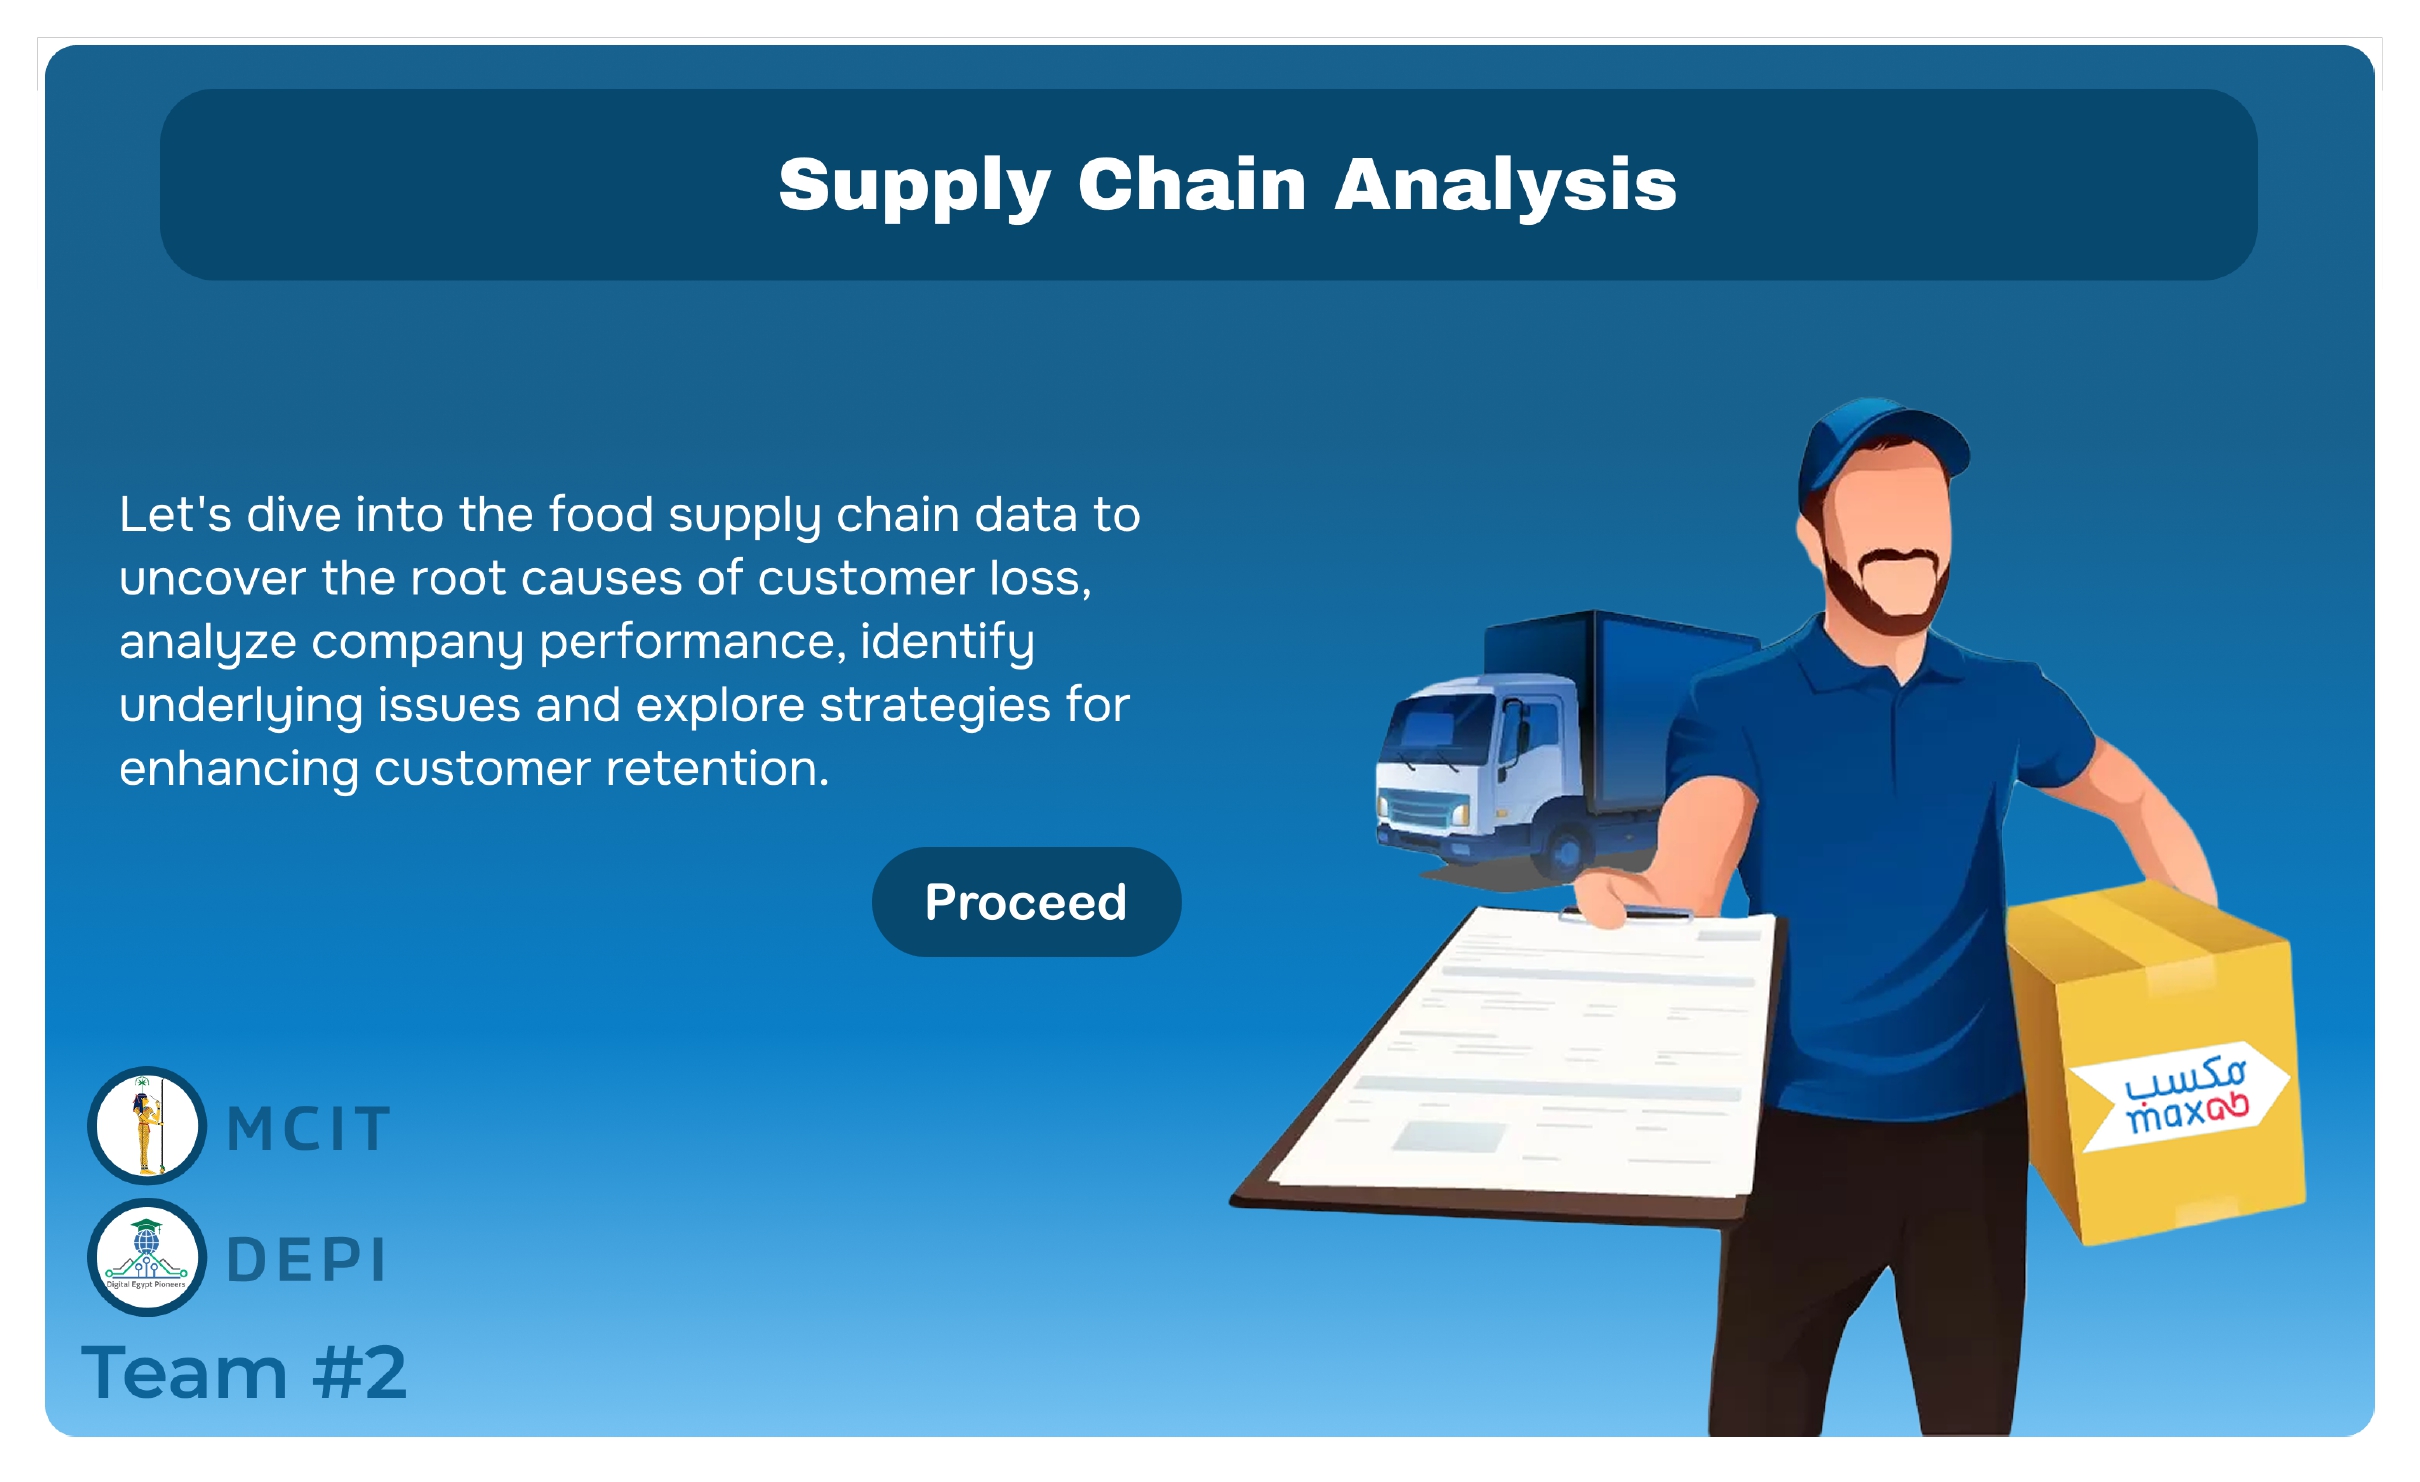 Supply Chain Analysis
Let's dive into the food supply chain data to
uncover the root causes of customer loss,
analyze company performance, identify
underlying issues and explore strategies for
enhancing customer retention.
Proceed
مكسب
maxab
MCIT
DEPI
Digital Egypt Pioneers
Team #2